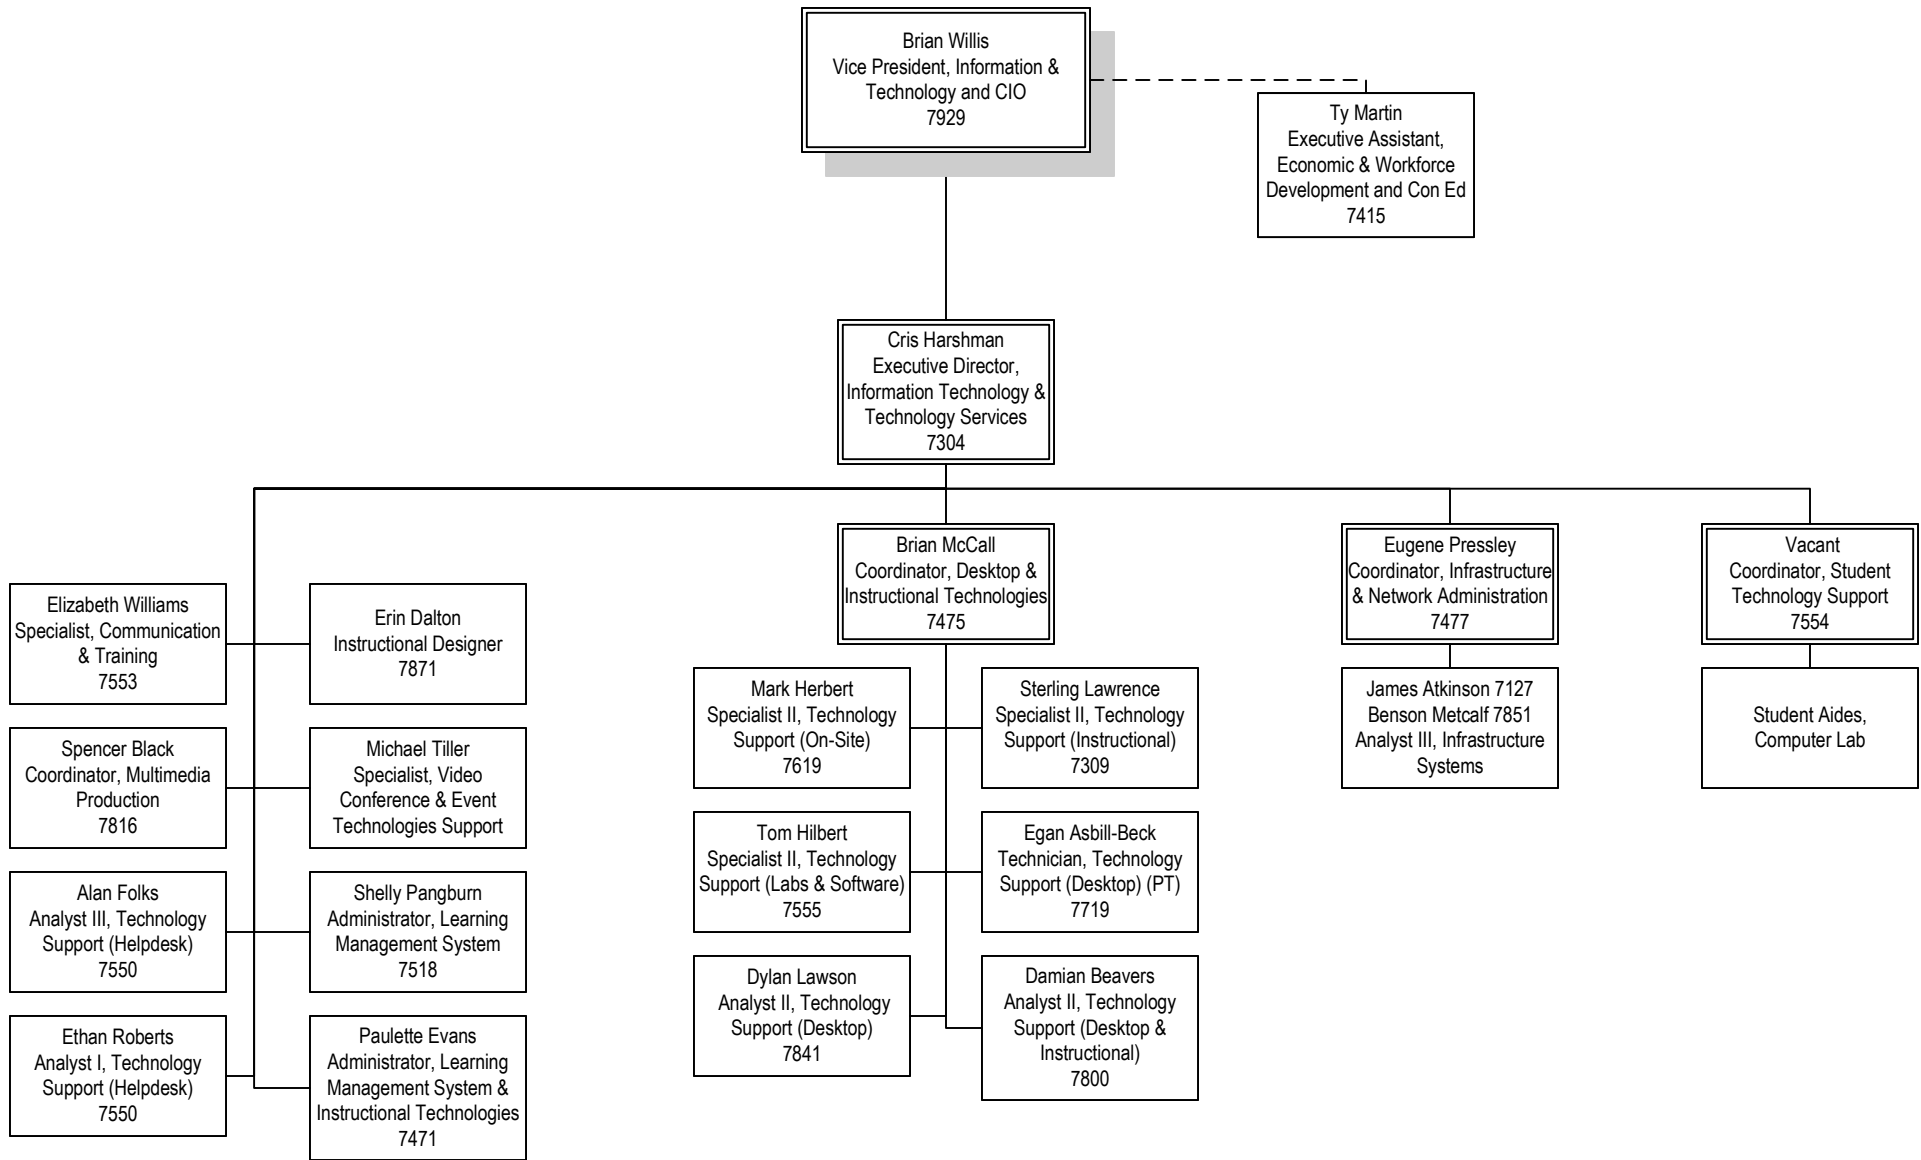 Brian Willis
Vice President, Information &
Technology and CIO
7929
Ty Martin
Executive Assistant,
Economic & Workforce
Development and Con Ed
7415
Cris Harshman
Executive Director,
Information Technology &
Technology Services
7304
Elizabeth Williams
Specialist, Communication
& Training
7553
Erin Dalton
Instructional Designer
7871
Spencer Black
Coordinator, Multimedia
Production
7816
Michael Tiller
Specialist, Video
Conference & Event
Technologies Support
Alan Folks
Analyst III, Technology
Support (Helpdesk)
7550
Shelly Pangburn
Administrator, Learning
Management System
7518
Ethan Roberts
Analyst I, Technology
Support (Helpdesk)
7550
Paulette Evans
Administrator, Learning
Management System &
Instructional Technologies
7471
Brian McCall
Coordinator, Desktop &
Instructional Technologies
7475
Mark Herbert
Specialist II, Technology
Support (On-Site)
7619
Sterling Lawrence
Specialist II, Technology
Support (Instructional)
7309
Tom Hilbert
Specialist II, Technology
Support (Labs & Software)
7555
Egan Asbill-Beck
Technician, Technology
Support (Desktop) (PT)
7719
Dylan Lawson
Analyst II, Technology
Support (Desktop)
7841
Damian Beavers
Analyst II, Technology
Support (Desktop &
Instructional)
7800
Eugene Pressley
Coordinator, Infrastructure
& Network Administration
7477
James Atkinson 7127
Benson Metcalf 7851
Analyst III, Infrastructure
Systems
Vacant
Coordinator, Student
Technology Support
7554
Student Aides,
Computer Lab